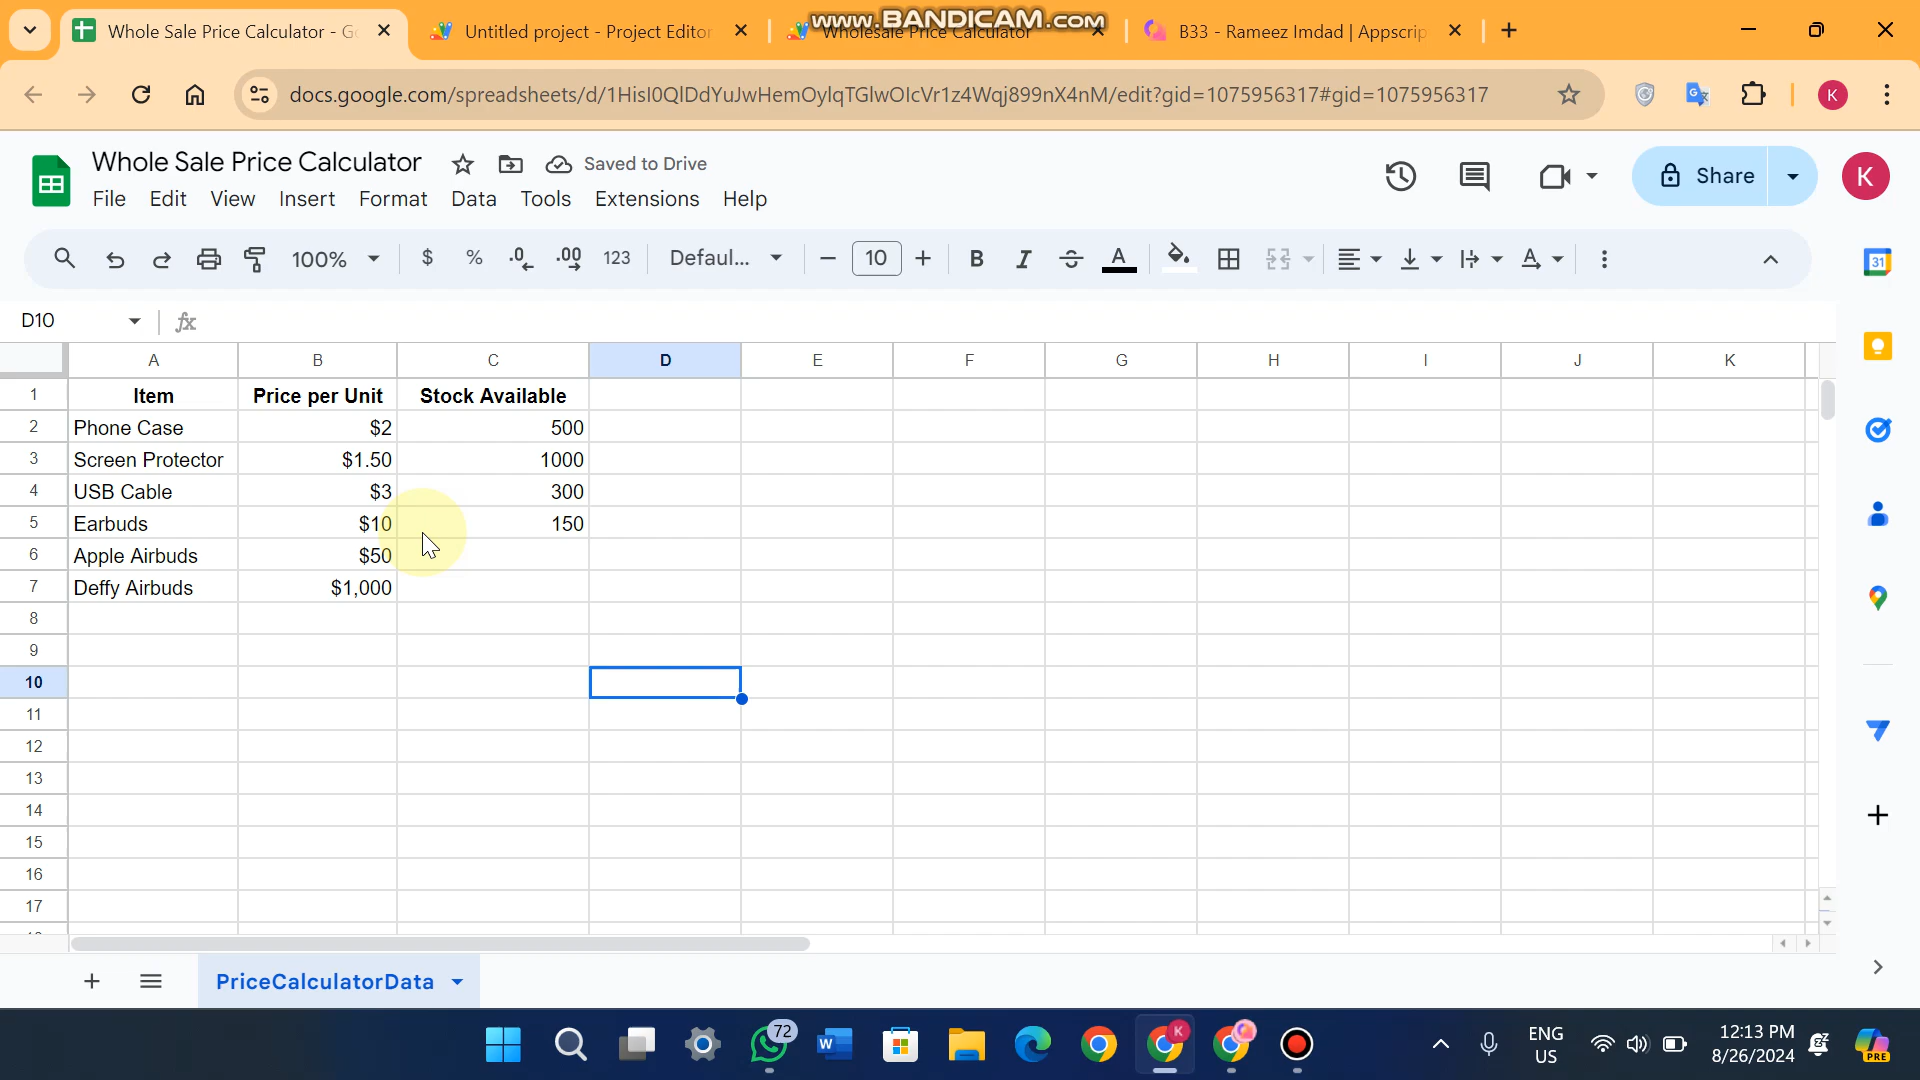 www.BANDICAM.com
Whole Sale Price Calculator - Go
Untitled project - Project Editor
Wholesale Price Calculator
B33 - Rameez Imdad | Appscrip
docs.google.com/spreadsheets/d/1HisI0QlDdYuJwHemOylqTGlwOIcVr1z4Wqj899nX4nM/edit?gid=1075956317#gid=1075956317
K
Whole Sale Price Calculator
Saved to Drive
File Edit View Insert Format Data Tools Extensions Help
Share
K
100% $ % .0 .00 123 Defaul... 10 B I A A
31
D10 fx
A B C D E F G H I J K
1 Item Price per Unit Stock Available
2 Phone Case $2 500
3 Screen Protector $1.50 1000
4 USB Cable $3 300
5 Earbuds $10 150
6 Apple Airbuds $50
7 Deffy Airbuds $1,000
8
9
10
11
12
13
14
15
16
17
PriceCalculatorData
72
W
K
ENG
US
12:13 PM
8/26/2024
PRE